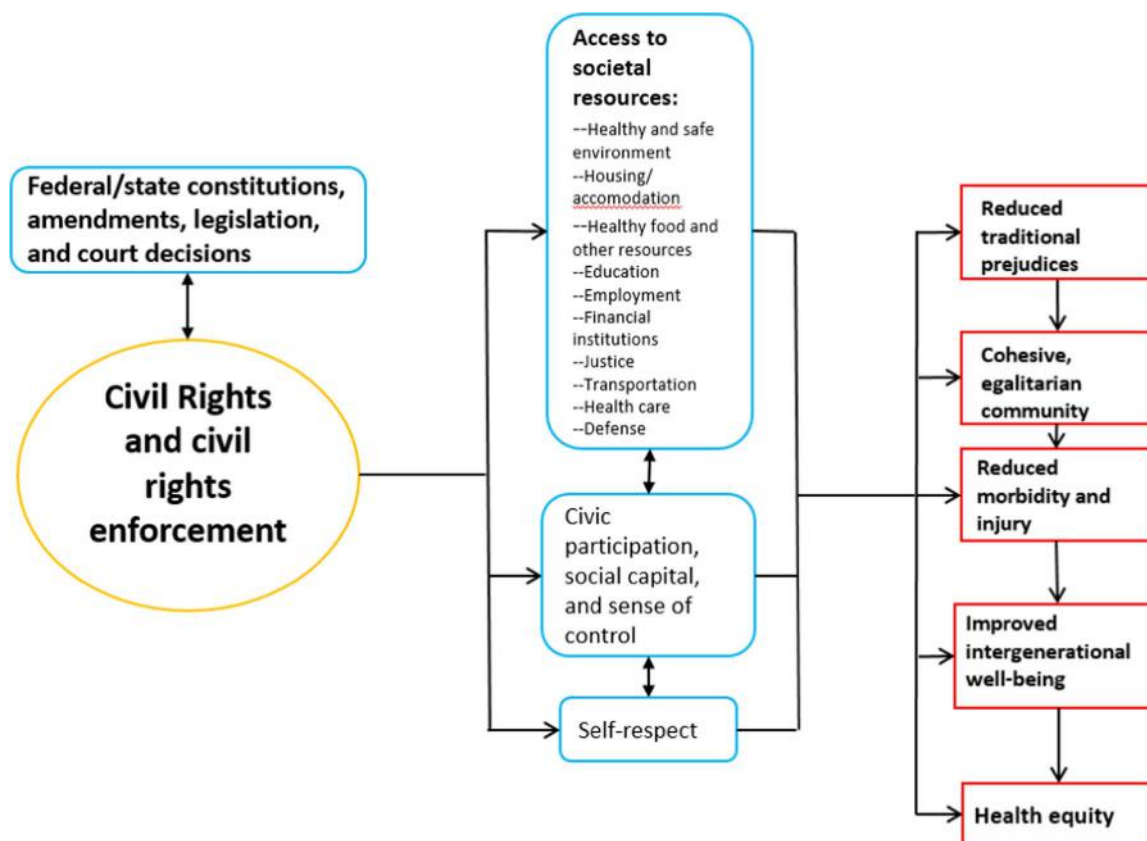 Federal/state constitutions,
amendments, legislation,
and court decisions
Civil Rights
and civil
rights
enforcement
Access to
societal
resources:
--Healthy and safe
environment
--Housing/
accomodation
--Healthy food and
other resources
--Education
--Employment
--Financial
institutions
--Justice
--Transportation
--Health care
--Defense
Civic
participation,
social capital,
and sense of
control
Self-respect
Reduced
traditional
prejudices
Cohesive,
egalitarian
community
Reduced
morbidity and
injury
Improved
intergenerational
well-being
Health equity